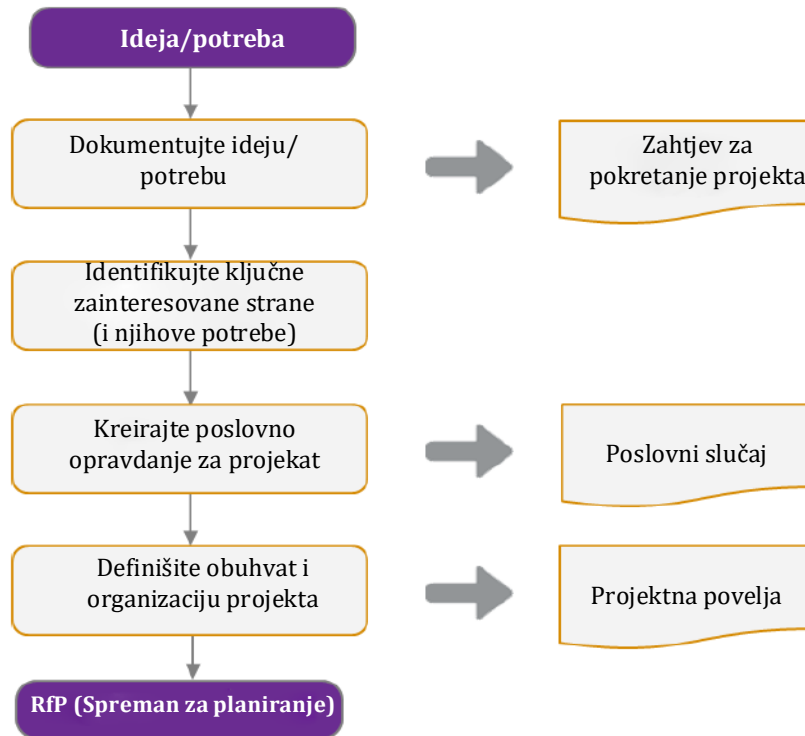 Ideja/potreba
Dokumentujte ideju/
potrebu
Zahtjev za
pokretanje projekta
Identifikujte ključne
zainteresovane strane
(i njihove potrebe)
Kreirajte poslovno
opravdanje za projekat
Poslovni slučaj
Definišite obuhvat i
organizaciju projekta
Projektna povelja
RfP (Spreman za planiranje)